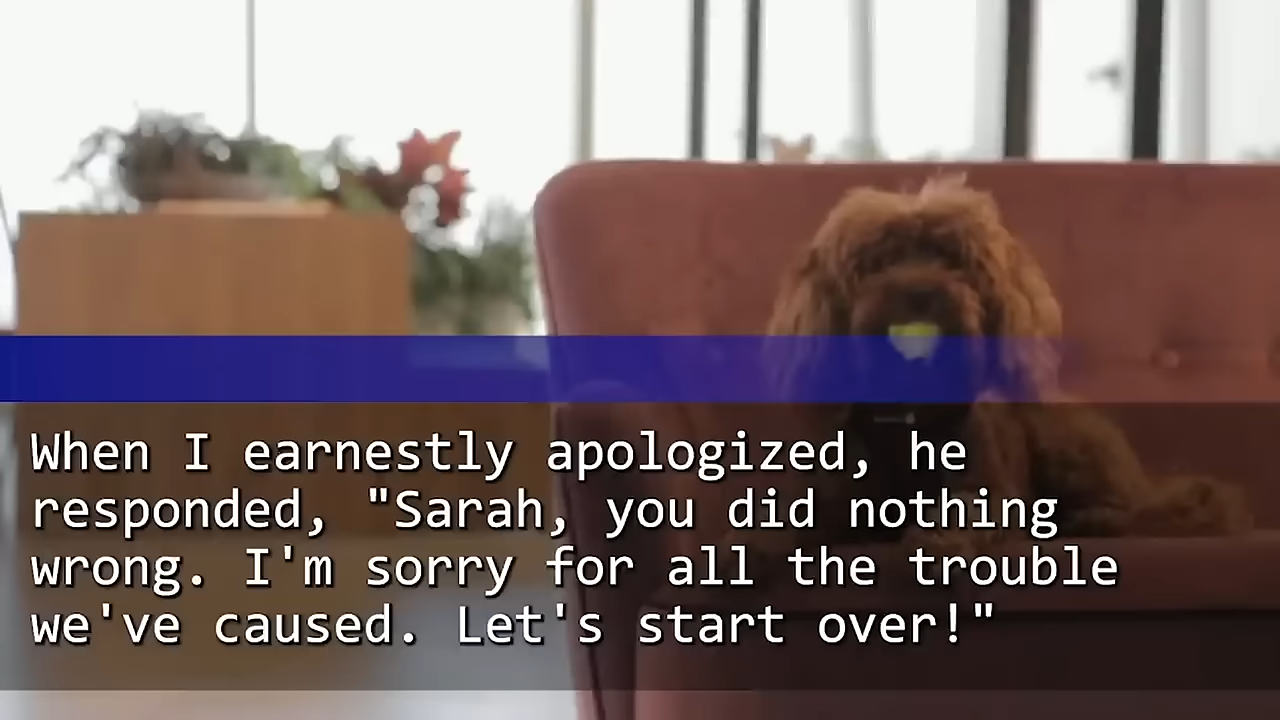 When I earnestly apologized, he
responded, "Sarah, you did nothing
wrong. I'm sorry for all the trouble
we've caused. Let's start over!"